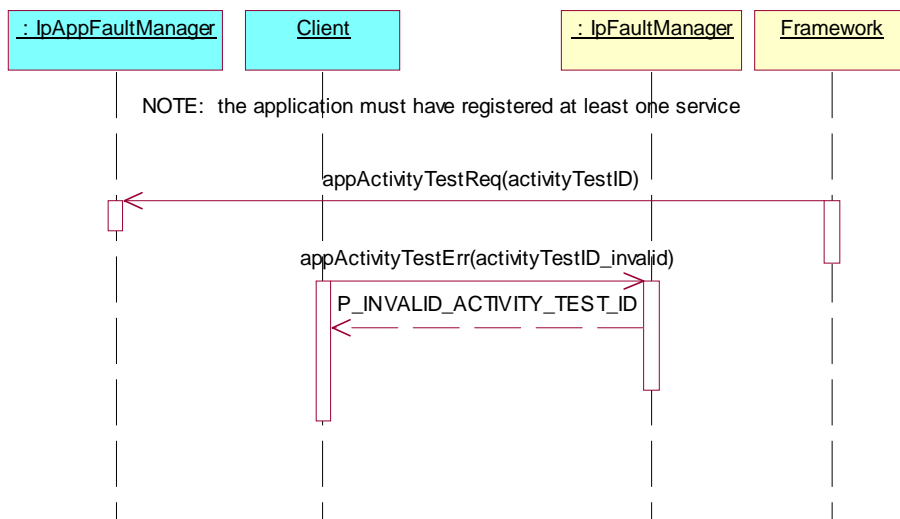 : IpAppFaultManager
Client
: IpFaultManager
Framework
NOTE: the application must have registered at least one service
appActivityTestReq(activityTestID)
appActivityTestErr(activityTestID_invalid)
P_INVALID_ACTIVITY_TEST_ID